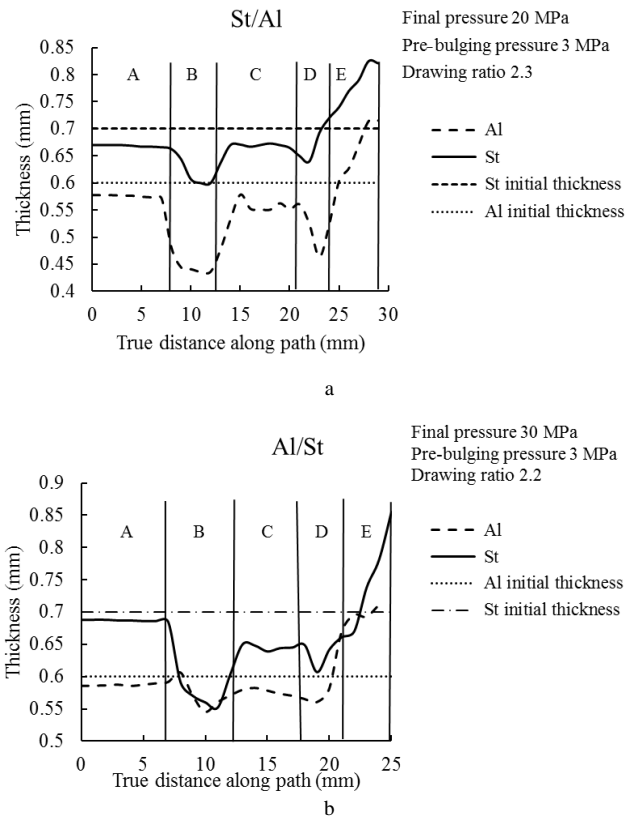 St/Al
Final pressure 20 MPa
Pre-bulging pressure 3 MPa
Drawing ratio 2.3
0.85
0.8
0.75
0.7
0.65
0.6
0.55
0.5
0.45
0.4
Thickness (mm)
A B C D E
Al
St
St initial thickness
Al initial thickness
0 5 10 15 20 25 30
True distance along path (mm)
a
Al/St
Final pressure 30 MPa
Pre-bulging pressure 3 MPa
Drawing ratio 2.2
0.9
0.85
0.8
0.75
0.7
0.65
0.6
0.55
0.5
Thickness (mm)
A B C D E
Al
St
Al initial thickness
St initial thickness
0 5 10 15 20 25
True distance along path (mm)
b